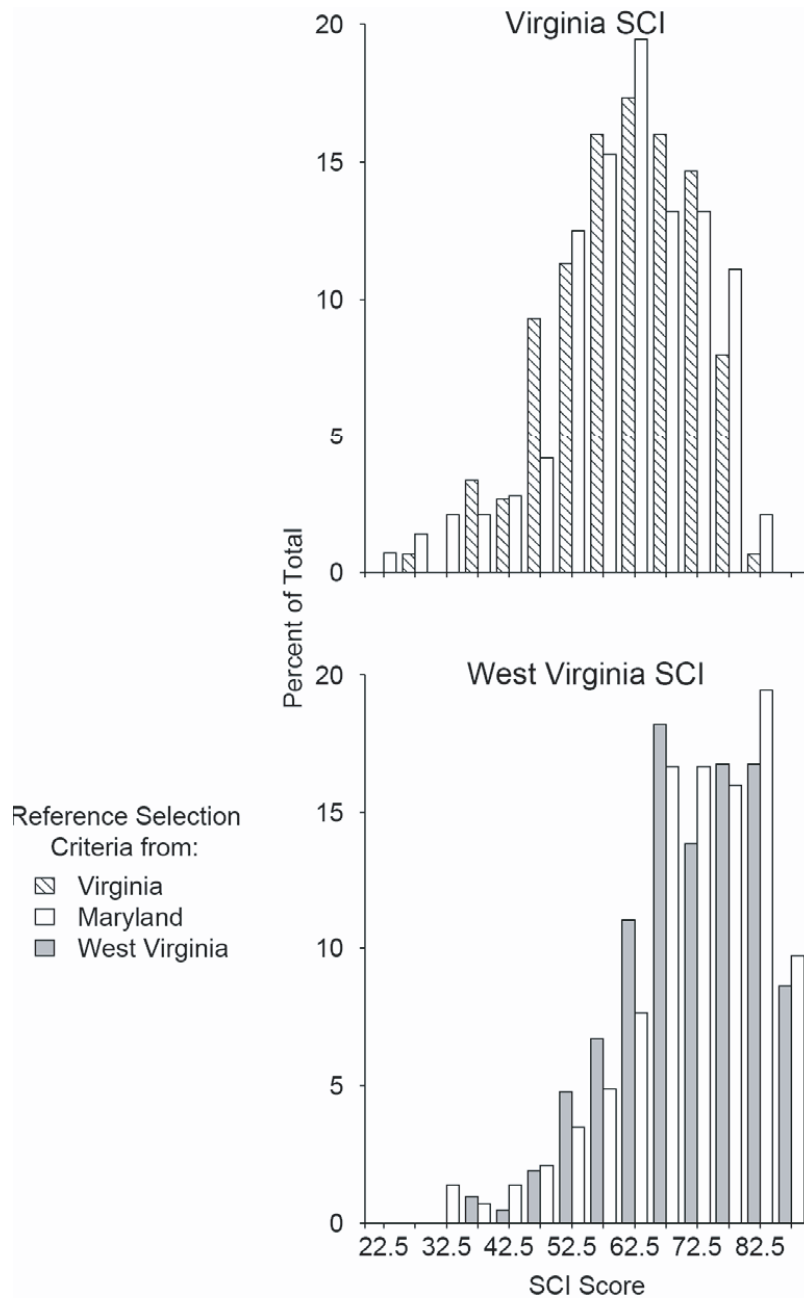 Virginia SCI
20
15
10
5
0
Percent of Total
West Virginia SCI
20
15
10
5
0
22.5 32.5 42.5 52.5 62.5 72.5 82.5
SCI Score
Reference Selection
Criteria from:
Virginia
Maryland
West Virginia